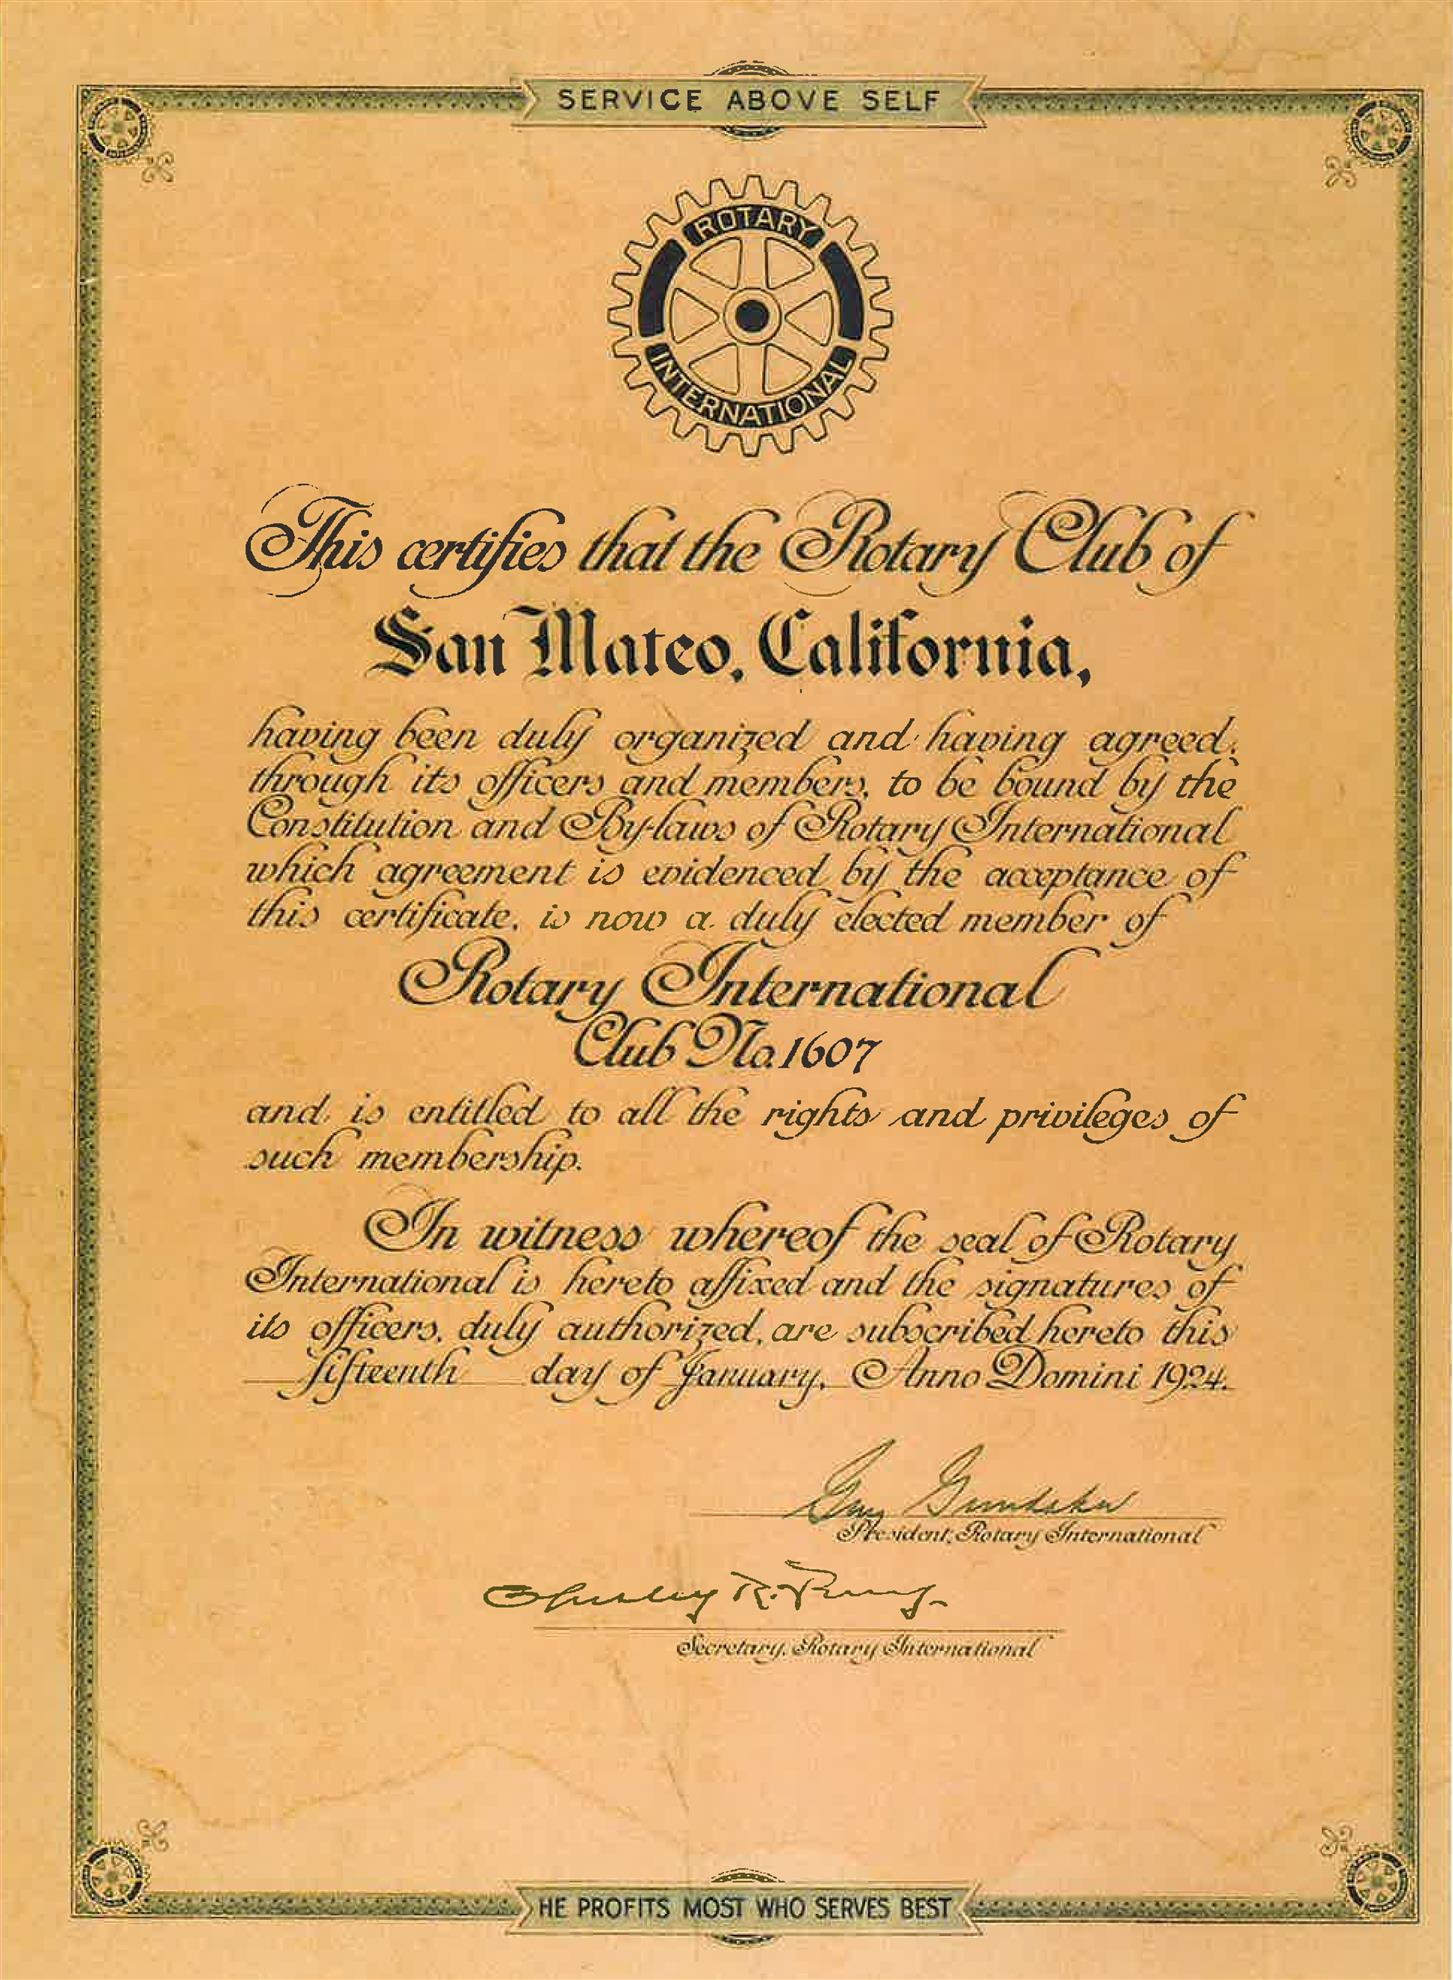 SERVICE ABOVE SELF
ROTARY
INTERNATIONAL
This certifies that the Rotary Club of
San Mateo, California,
having been duly organized and having agreed,
through its officers and members, to be bound by the
Constitution and By-laws of Rotary International
which agreement is evidenced by the acceptance of
this certificate, is now a duly elected member of
Rotary International
Club No. 1607
and is entitled to all the rights and privileges of
such membership.
In witness whereof the seal of Rotary
International is hereto affixed and the signatures of
its officers, duly authorized, are subscribed hereto this
fifteenth day of January, Anno Domini 1924.
Guy Gundaker
President, Rotary International
Chesley R. Perry.
Secretary, Rotary International
HE PROFITS MOST WHO SERVES BEST